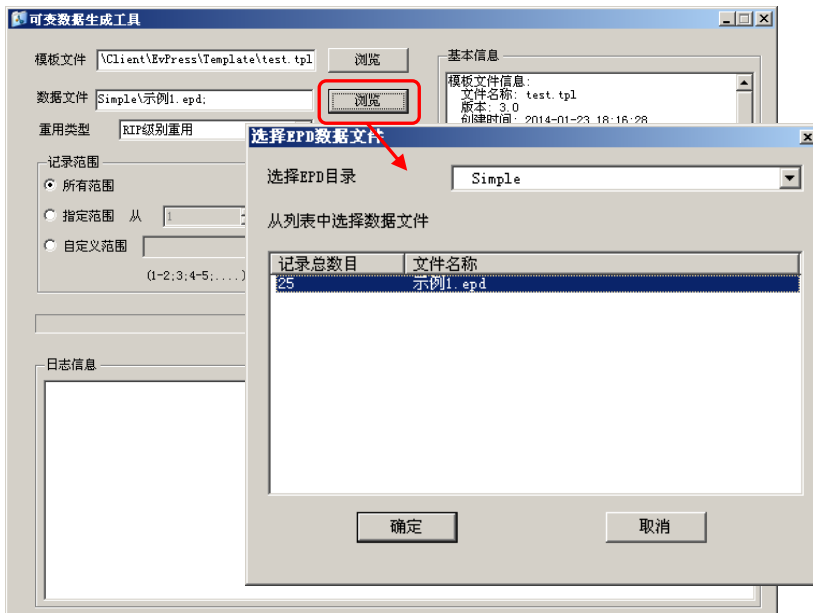 可变数据生成工具
模板文件 \Client\EvPress\Template\test.tpl 浏览
数据文件 Simple\示例1.epd; 浏览
重用类型 RIP级别重用
记录范围
所有范围
指定范围 从 1
自定义范围
(1-2;3;4-5;....)
日志信息
基本信息
模板文件信息:
文件名称: test.tpl
版本: 3.0
创建时间: 2014-01-23 18:16:28
选择EPD数据文件
选择EPD目录 Simple
从列表中选择数据文件
记录总数目 文件名称
25 示例1.epd
确定 取消